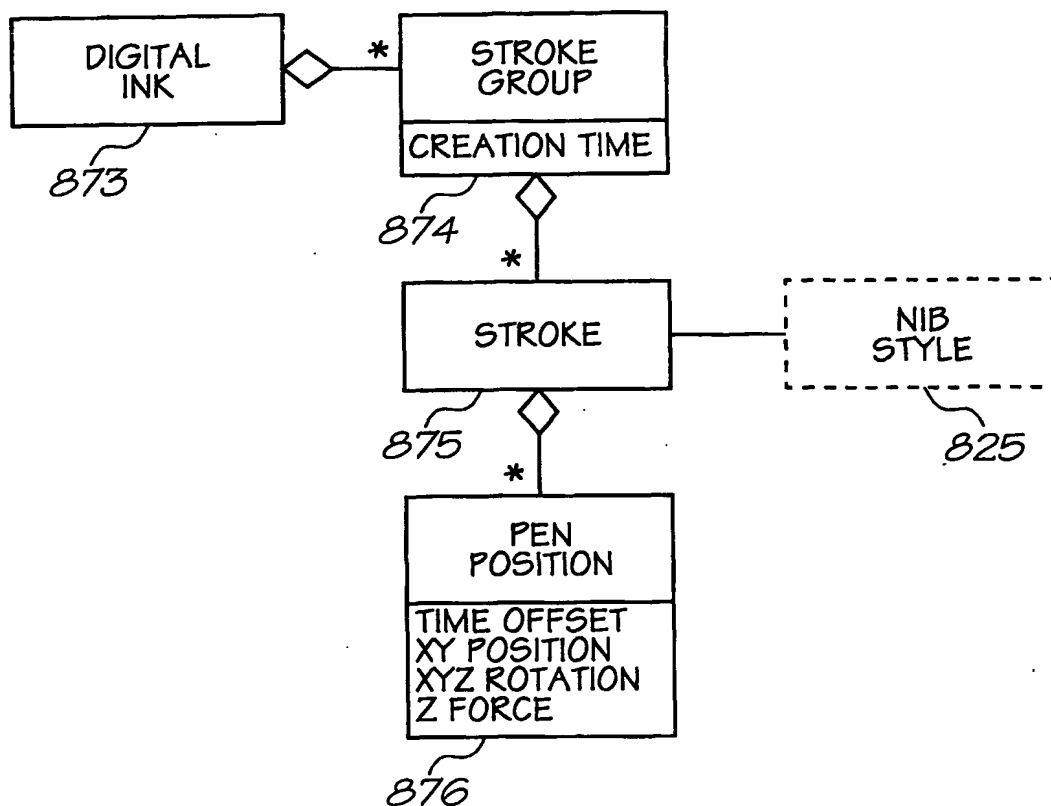 DIGITAL
INK
873
*
STROKE
GROUP
CREATION TIME
874
*
STROKE
875
NIB
STYLE
825
*
PEN
POSITION
TIME OFFSET
XY POSITION
XYZ ROTATION
Z FORCE
876